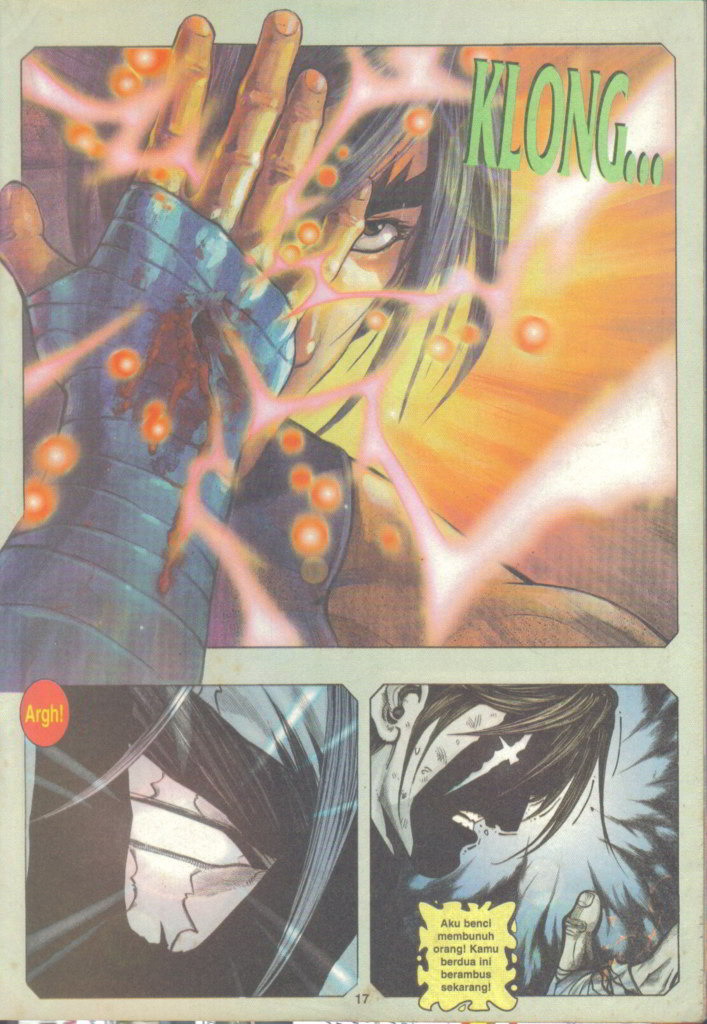 KLONG...
Argh!
Aku benci
membunuh
orang! Kamu
berdua ini
berambus
sekarang!
17